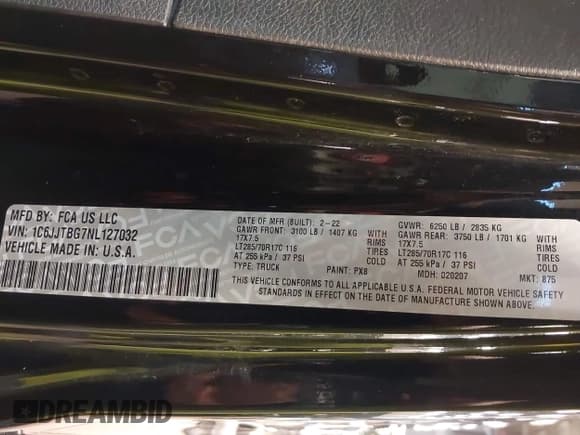 MFD BY: FCA US LLC
VIN: 1C6JJTBG7NL127032
VEHICLE MADE IN: U.S.A.
DATE OF MFR (BUILT): 2-22
GAWR FRONT: 3100 LB / 1407 KG WITH
17X7.5 RIMS
LT285/70R17C 116 TIRES
AT 255 kPa / 37 PSI
TYPE: TRUCK PAINT: PX8
GVWR: 6250 LB / 2835 KG
GAWR REAR: 3750 LB / 1701 KG WITH
17X7.5 RIMS
LT285/70R17C 116 TIRES
AT 255 kPa / 37 PSI
MDH: 020207 MKT: 875
THIS VEHICLE CONFORMS TO ALL APPLICABLE U.S.A. FEDERAL MOTOR VEHICLE SAFETY
STANDARDS IN EFFECT ON THE DATE OF MANUFACTURE SHOWN ABOVE.
DREAMBID